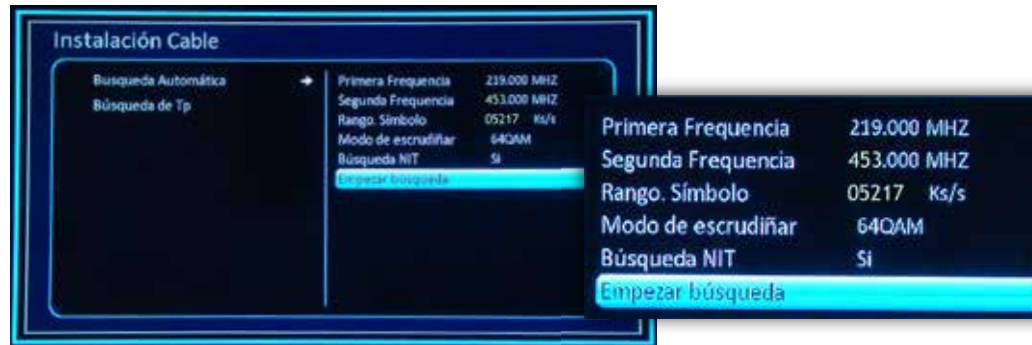 Instalación Cable
Busqueda Automática
Búsqueda de Tp
Primera Frequencia 219.000 MHZ
Segunda Frequencia 453.000 MHZ
Rango. Símbolo 05217 Ks/s
Modo de escrudiñar 64QAM
Búsqueda NIT Si
Empezar búsqueda
Primera Frequencia 219.000 MHZ
Segunda Frequencia 453.000 MHZ
Rango. Símbolo 05217 Ks/s
Modo de escrudiñar 64QAM
Búsqueda NIT Si
Empezar búsqueda